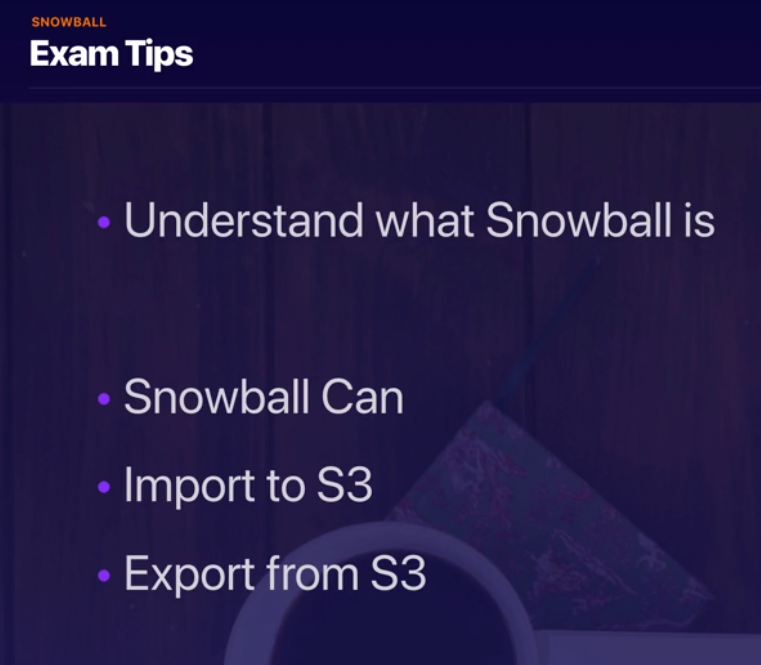 SNOWBALL
Exam Tips
• Understand what Snowball is
• Snowball Can
• Import to S3
• Export from S3